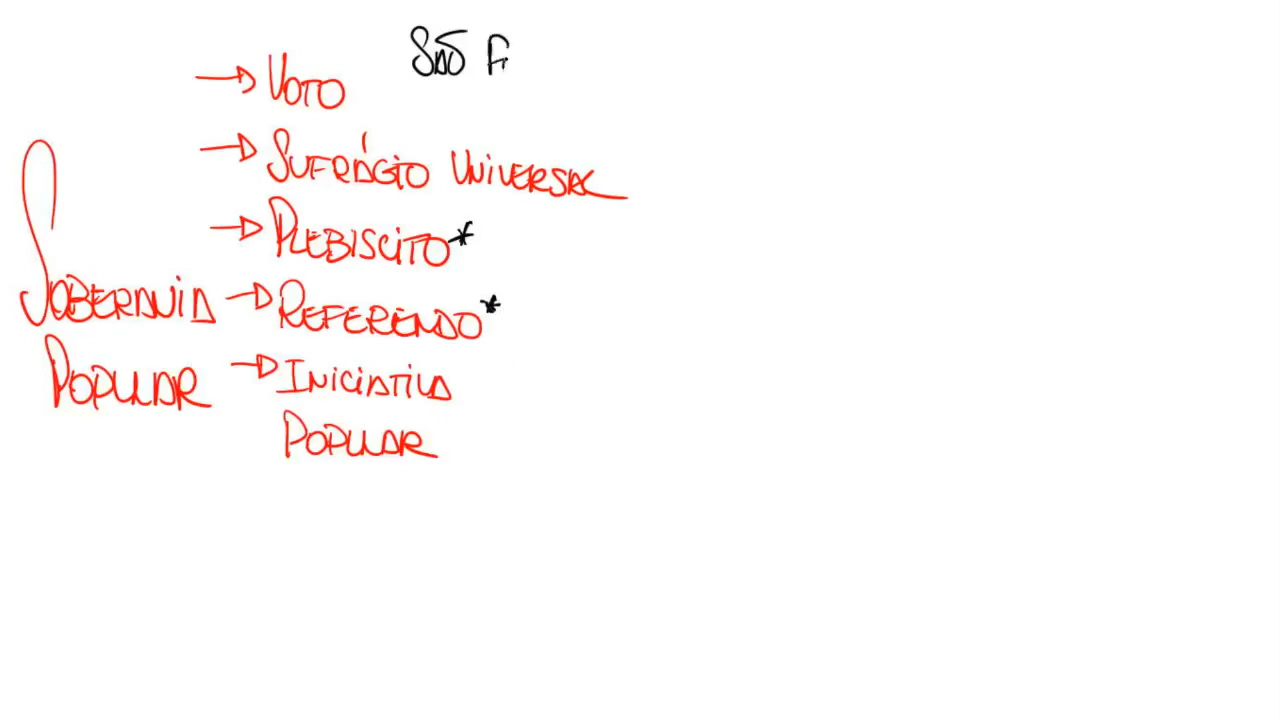 SÃO F
→ VOTO
→ SUFRÁGIO UNIVERSAL
→ PLEBISCITO*
SOBERANIA → REFERENDO*
POPULAR → INICIATIVA
POPULAR